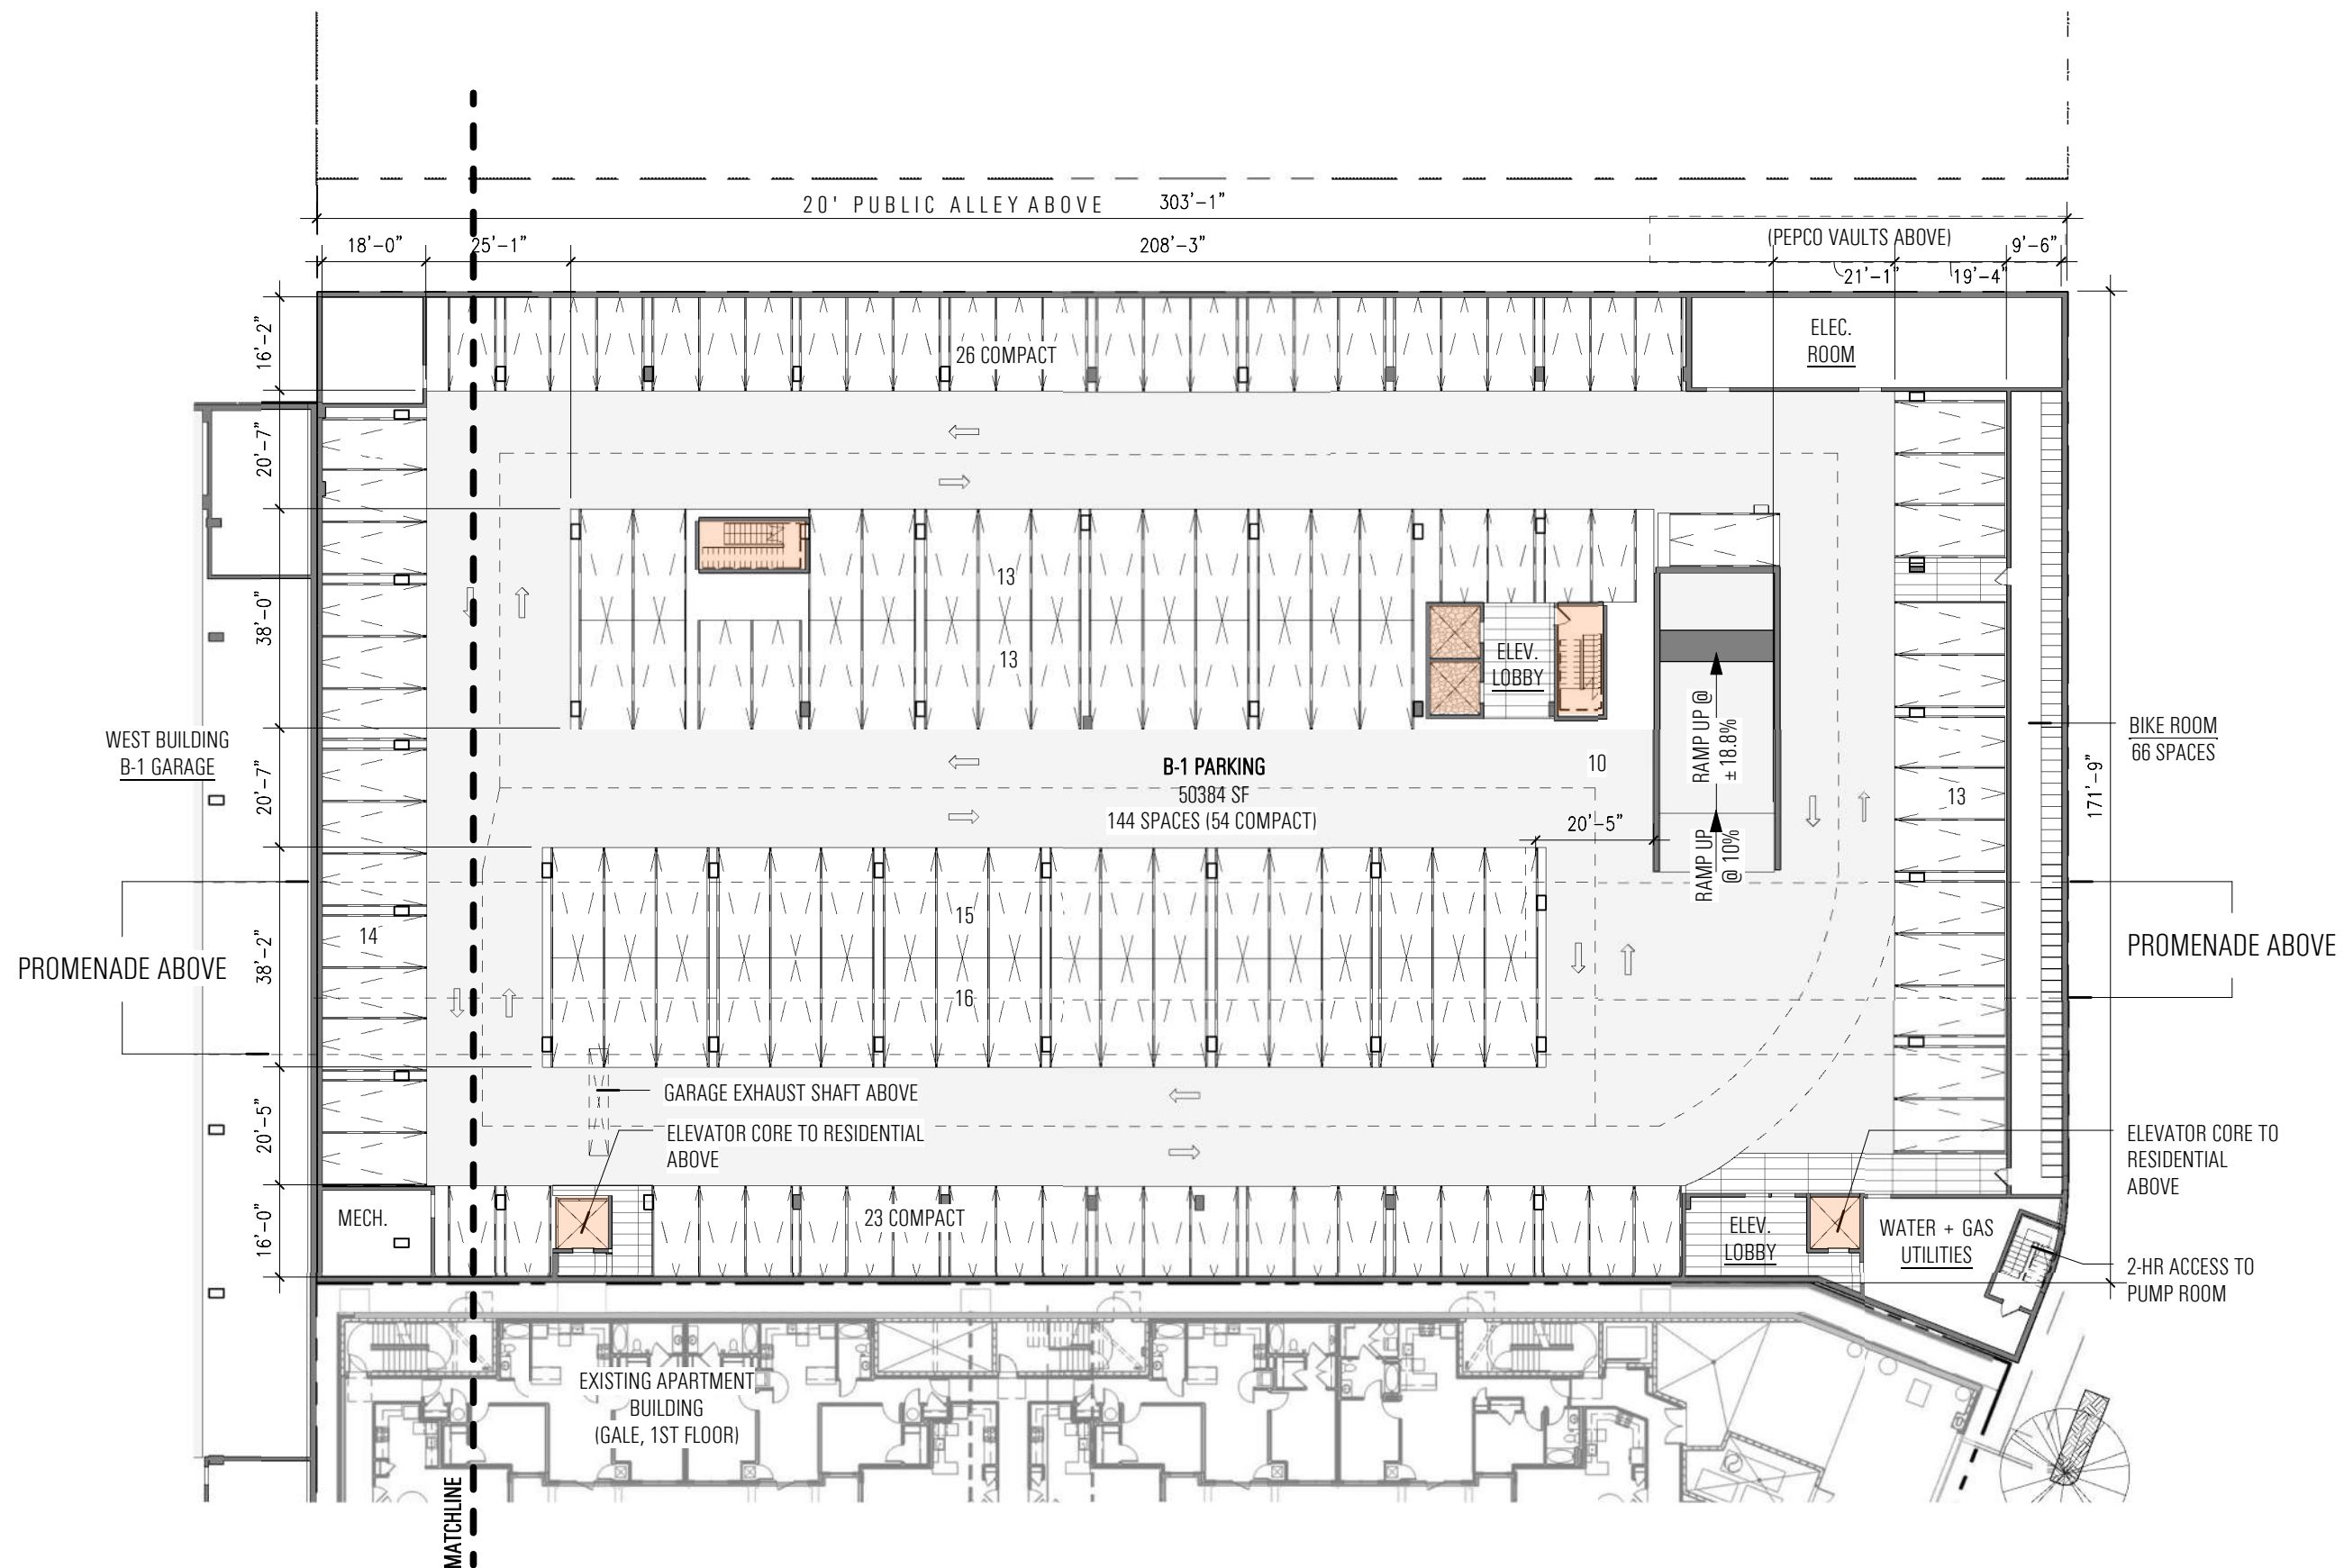 20' PUBLIC ALLEY ABOVE 303'-1"
18'-0" 25'-1" 208'-3" (PEPCO VAULTS ABOVE) 9'-6"
21'-1" 19'-4"
16'-2"
26 COMPACT
ELEC.
ROOM
20'-7"
38'-0"
13
13
ELEV.
LOBBY
RAMP UP @
± 18.8%
WEST BUILDING
B-1 GARAGE
BIKE ROOM
66 SPACES
20'-7"
B-1 PARKING
50384 SF
144 SPACES (54 COMPACT)
10
13
171'-9"
20'-5"
RAMP UP
@ 10%
15
14
16
38'-2"
PROMENADE ABOVE
PROMENADE ABOVE
GARAGE EXHAUST SHAFT ABOVE
20'-5"
ELEVATOR CORE TO RESIDENTIAL
ABOVE
ELEVATOR CORE TO
RESIDENTIAL
ABOVE
16'-0"
MECH.
23 COMPACT
ELEV.
LOBBY
WATER + GAS
UTILITIES
2-HR ACCESS TO
PUMP ROOM
EXISTING APARTMENT
BUILDING
(GALE, 1ST FLOOR)
MATCHLINE